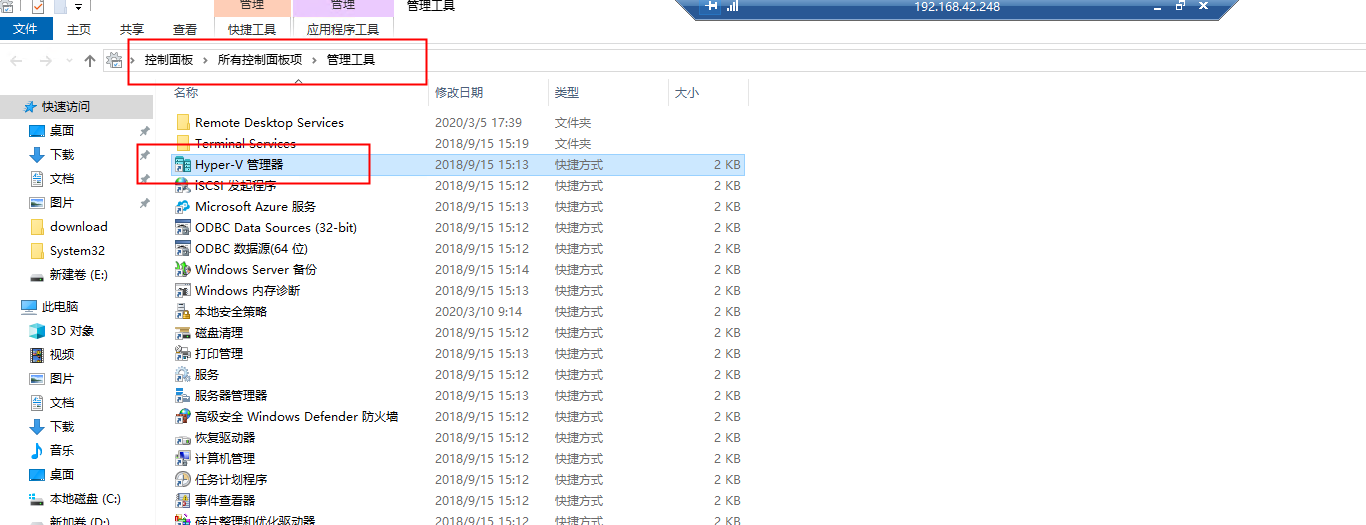 管理 管理 管理工具 192.168.42.248
文件 主页 共享 查看 快捷工具 应用程序工具
控制面板 › 所有控制面板项 › 管理工具
名称 修改日期 类型 大小
快速访问
桌面
下载
文档
图片
download
System32
新建卷 (E:)
此电脑
3D 对象
视频
图片
文档
下载
音乐
桌面
本地磁盘 (C:)
新加卷 (D:)
Remote Desktop Services 2020/3/5 17:39 文件夹
Terminal Services 2018/9/15 15:19 文件夹
Hyper-V 管理器 2018/9/15 15:13 快捷方式 2 KB
iSCSI 发起程序 2018/9/15 15:12 快捷方式 2 KB
Microsoft Azure 服务 2018/9/15 15:13 快捷方式 2 KB
ODBC Data Sources (32-bit) 2018/9/15 15:12 快捷方式 2 KB
ODBC 数据源(64 位) 2018/9/15 15:12 快捷方式 2 KB
Windows Server 备份 2018/9/15 15:14 快捷方式 2 KB
Windows 内存诊断 2018/9/15 15:13 快捷方式 2 KB
本地安全策略 2020/3/10 9:14 快捷方式 2 KB
磁盘清理 2018/9/15 15:12 快捷方式 2 KB
打印管理 2018/9/15 15:13 快捷方式 2 KB
服务 2018/9/15 15:12 快捷方式 2 KB
服务器管理器 2018/9/15 15:13 快捷方式 2 KB
高级安全 Windows Defender 防火墙 2018/9/15 15:12 快捷方式 2 KB
恢复驱动器 2018/9/15 15:12 快捷方式 2 KB
计算机管理 2018/9/15 15:12 快捷方式 2 KB
任务计划程序 2018/9/15 15:12 快捷方式 2 KB
事件查看器 2018/9/15 15:12 快捷方式 2 KB
碎片整理和优化驱动器 2018/9/15 15:12 快捷方式 2 KB